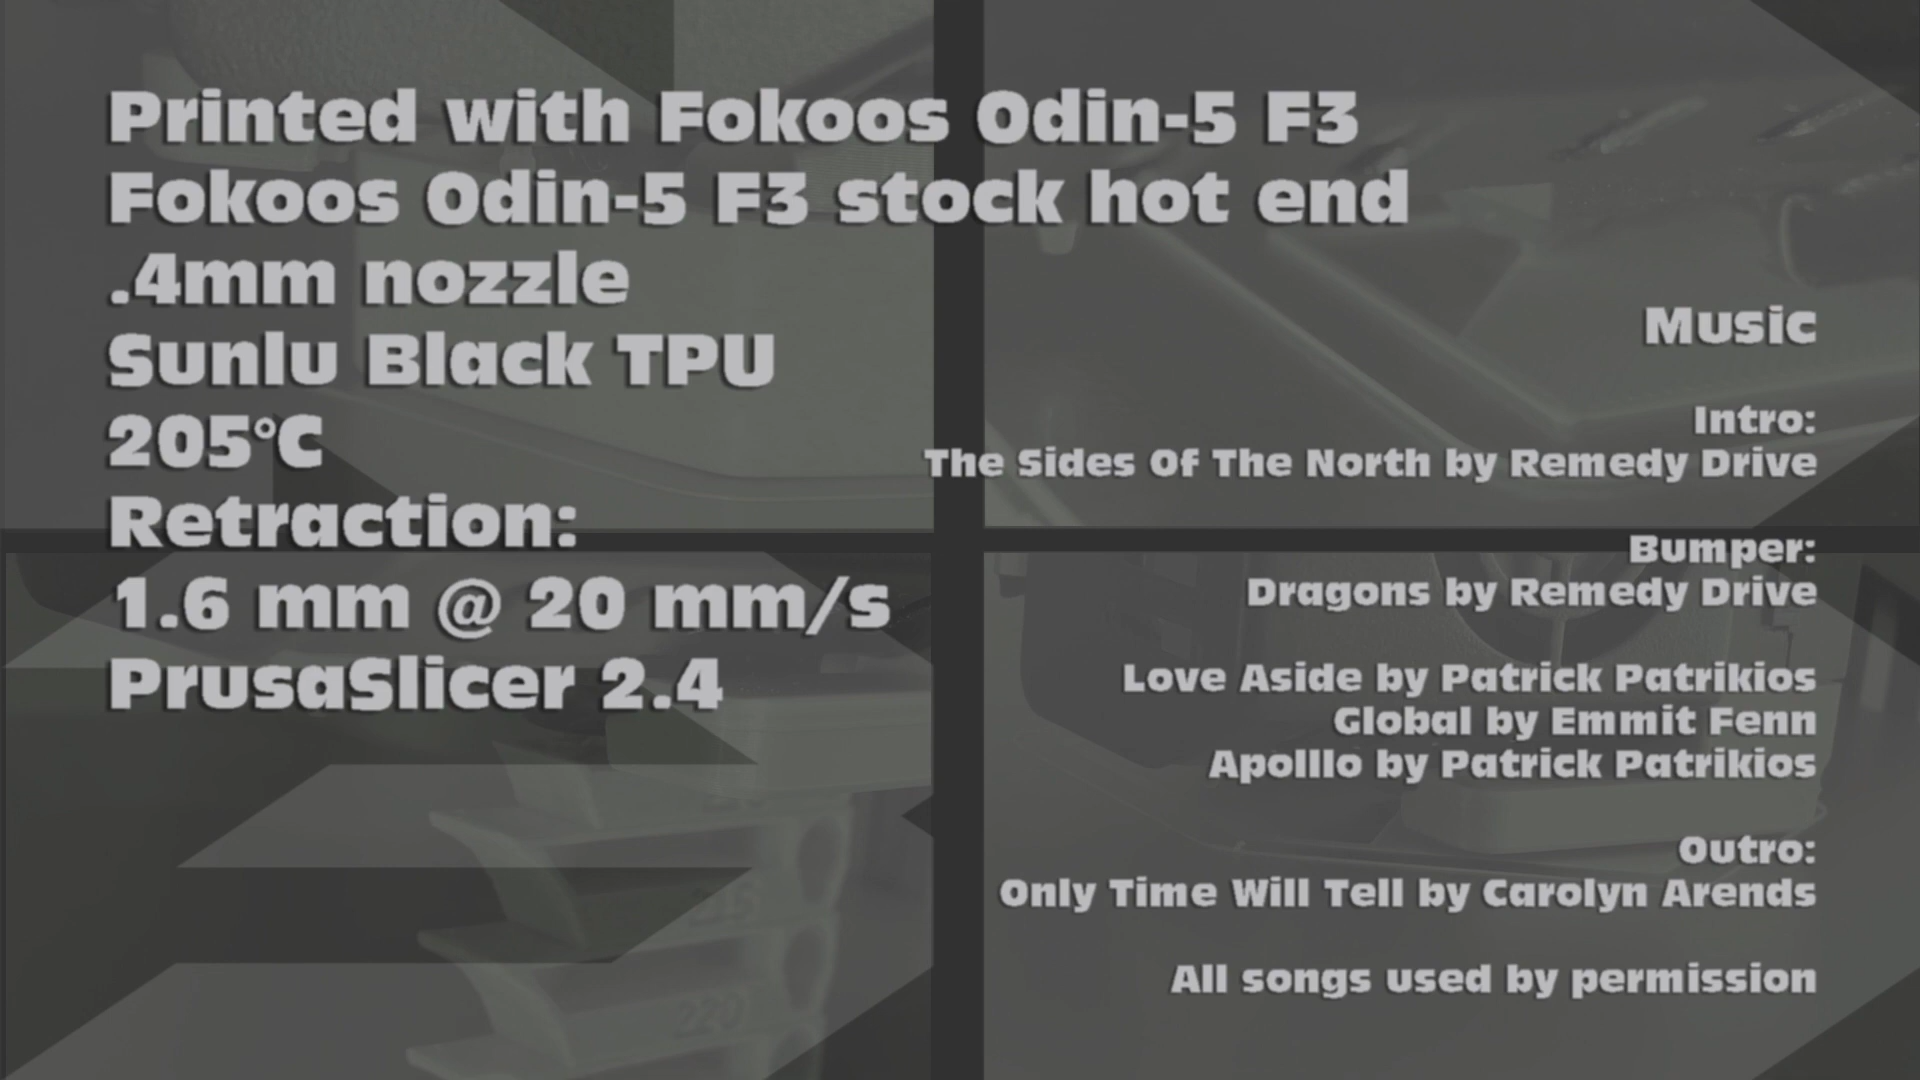 Printed with Fokoos Odin-5 F3
Fokoos Odin-5 F3 stock hot end
.4mm nozzle
Sunlu Black TPU
205°C
Retraction:
1.6 mm @ 20 mm/s
PrusaSlicer 2.4
Music
Intro:
The Sides Of The North by Remedy Drive
Bumper:
Dragons by Remedy Drive
Love Aside by Patrick Patrikios
Global by Emmit Fenn
Apolllo by Patrick Patrikios
Outro:
Only Time Will Tell by Carolyn Arends
All songs used by permission
215
220